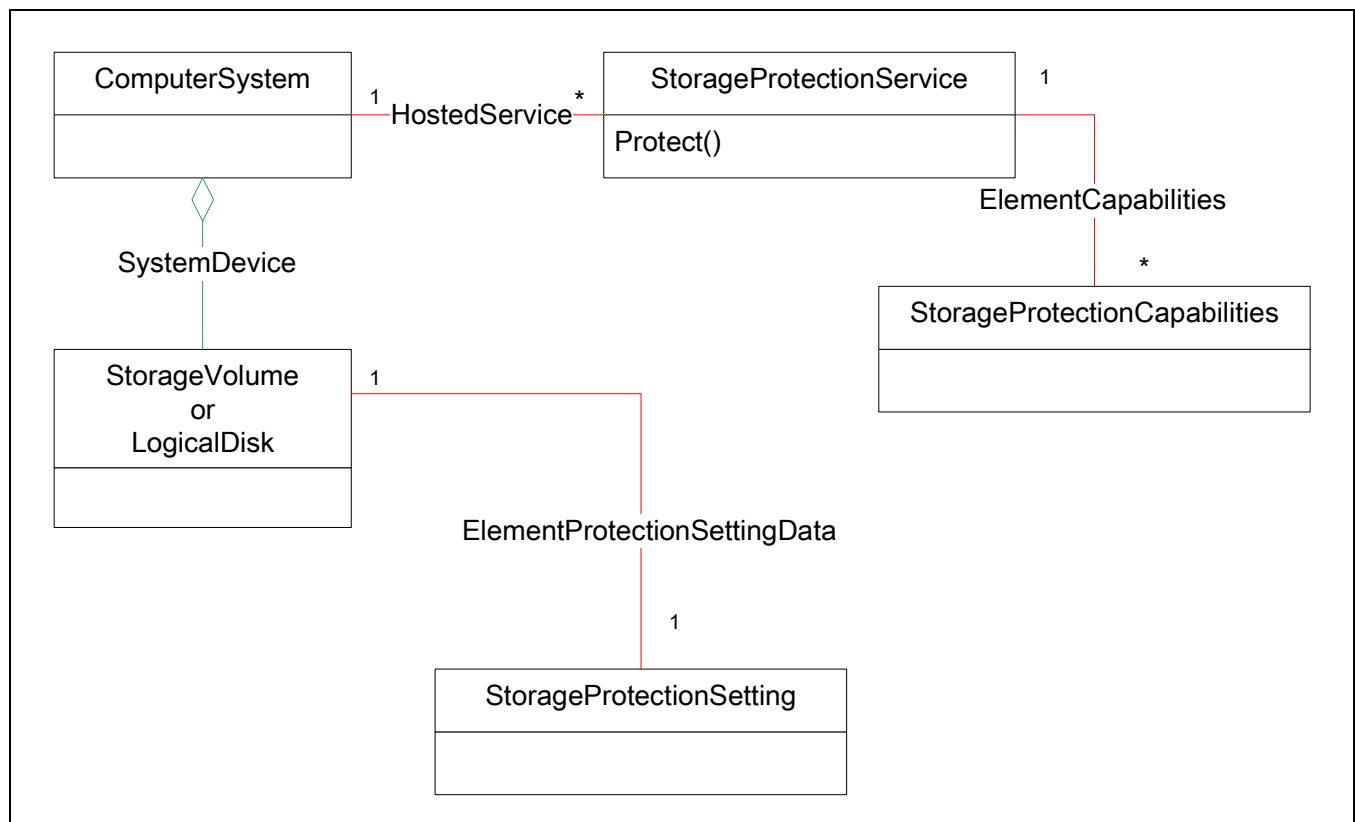 ComputerSystem
1
HostedService
*
StorageProtectionService
Protect()
1
ElementCapabilities
*
StorageProtectionCapabilities
SystemDevice
StorageVolume
or
LogicalDisk
1
ElementProtectionSettingData
1
StorageProtectionSetting